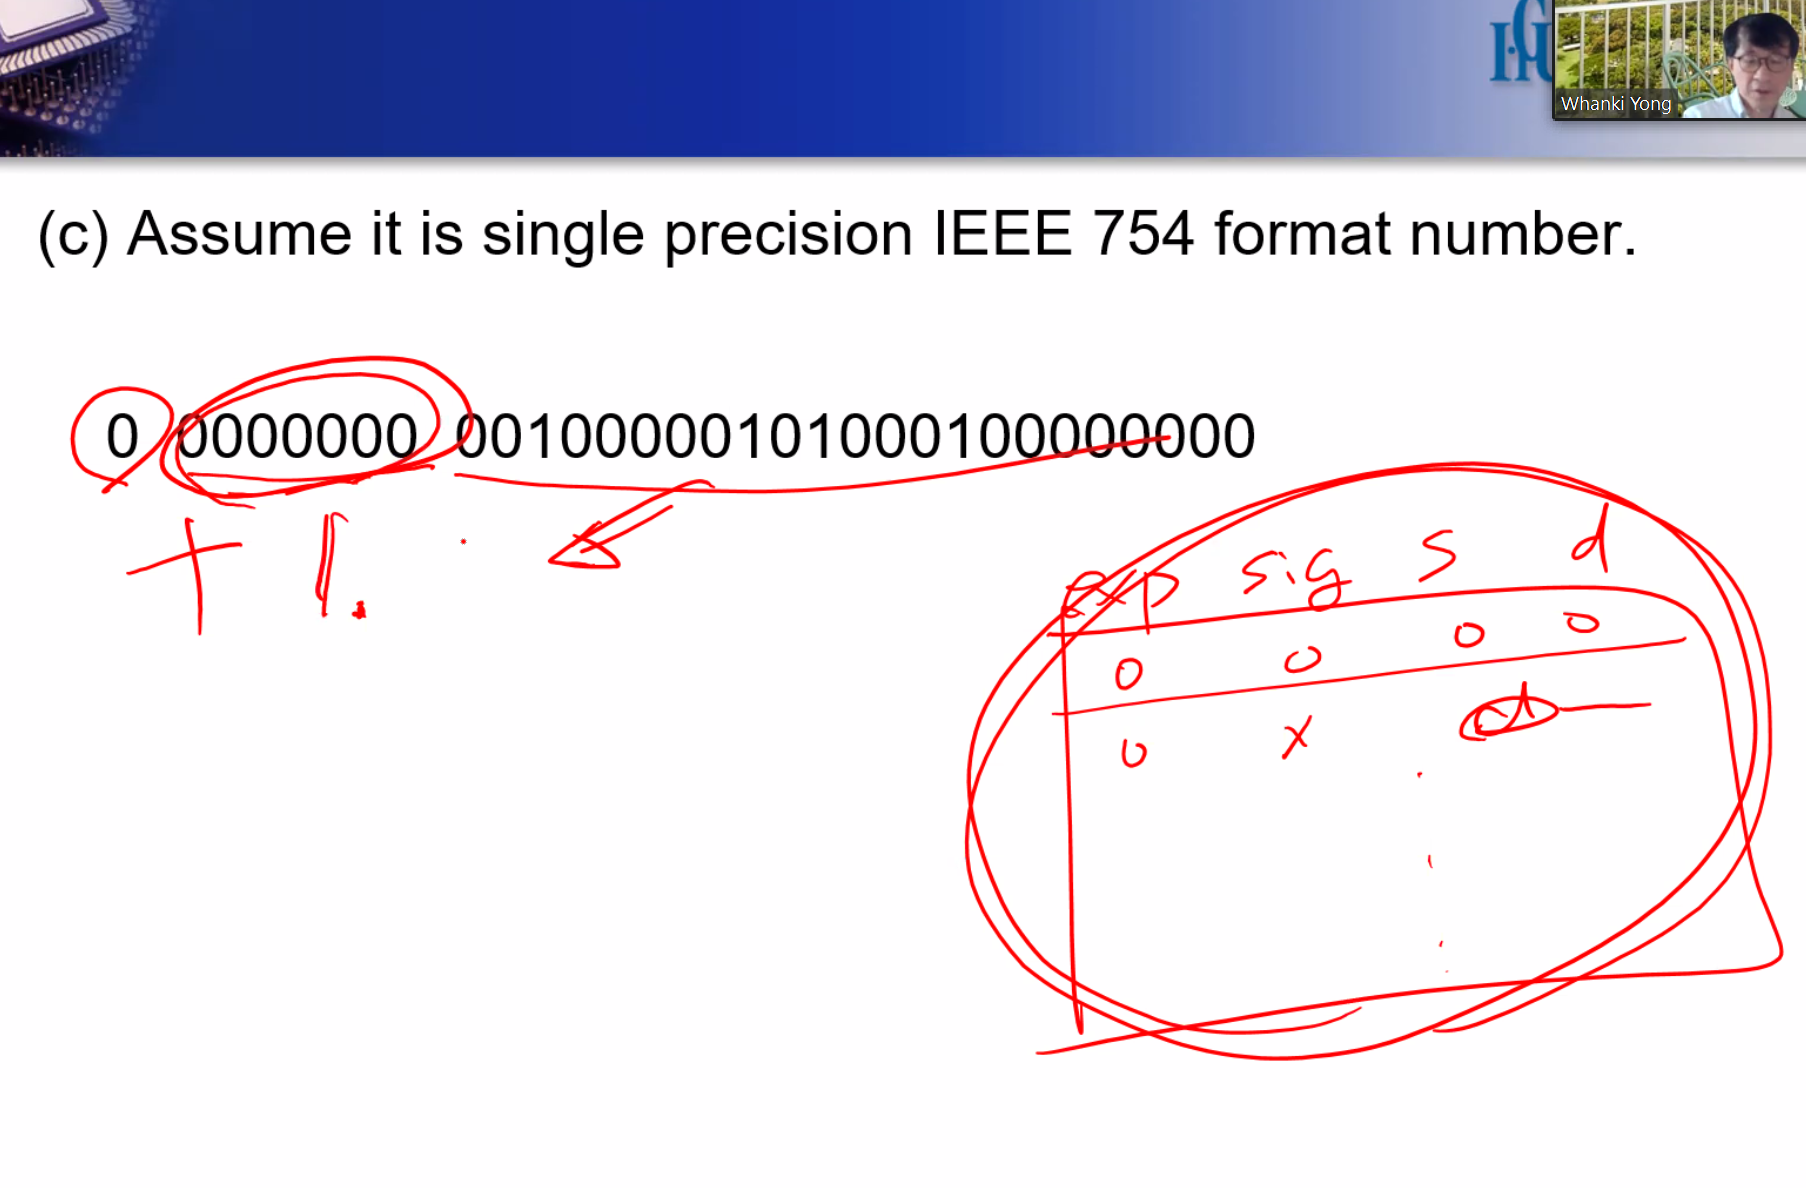 Whanki Yong
(c) Assume it is single precision IEEE 754 format number.
0 0000000 00100000101000100000000
+ 1.
exp sig s d
0 0 0 0
0 x